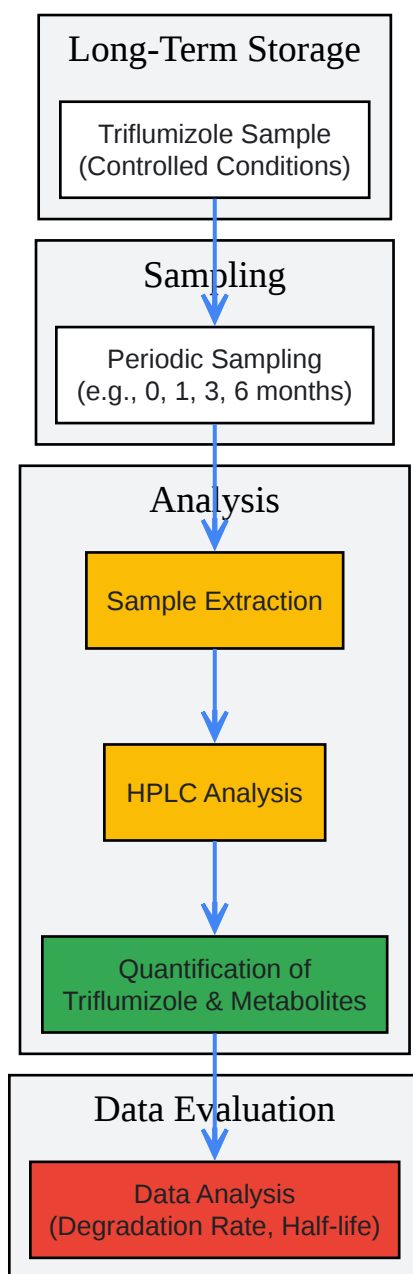 Long-Term Storage
Triflumizole Sample
(Controlled Conditions)
Sampling
Periodic Sampling
(e.g., 0, 1, 3, 6 months)
Analysis
Sample Extraction
HPLC Analysis
Quantification of
Triflumizole & Metabolites
Data Evaluation
Data Analysis
(Degradation Rate, Half-life)